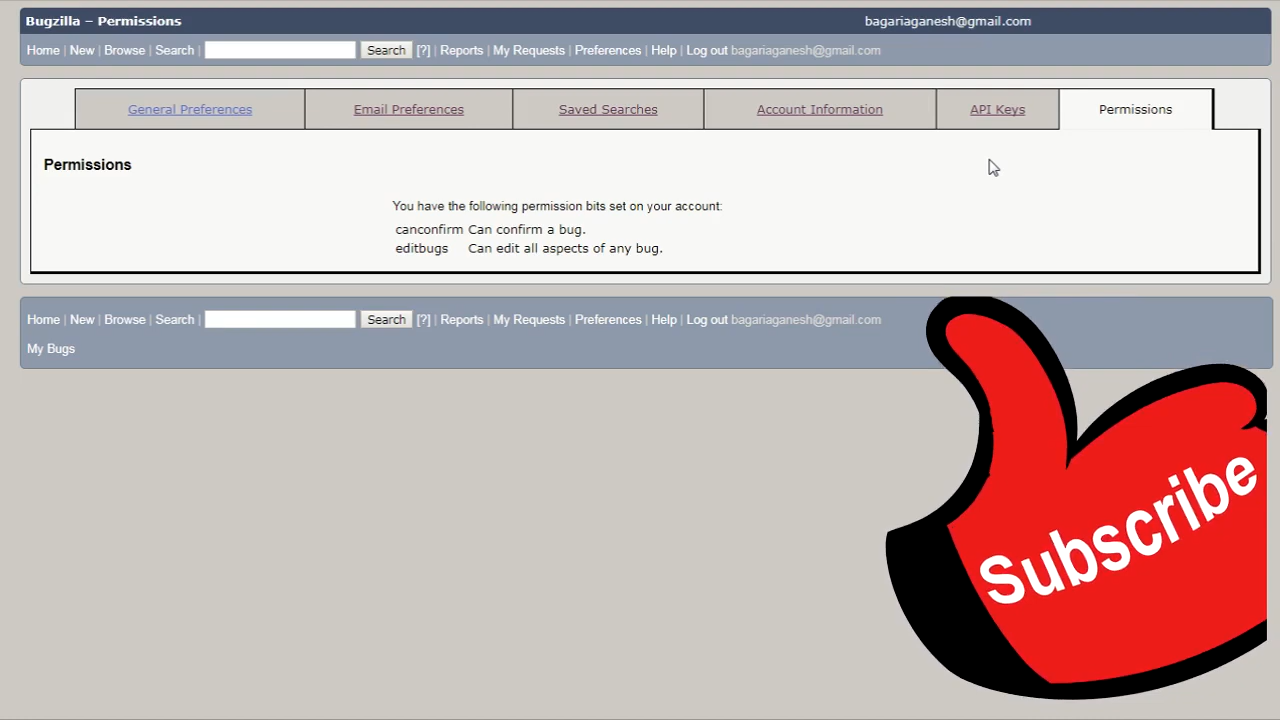 Bugzilla – Permissions bagariaganesh@gmail.com
Home | New | Browse | Search | Search [?] | Reports | My Requests | Preferences | Help | Log out bagariaganesh@gmail.com
General Preferences Email Preferences Saved Searches Account Information API Keys Permissions
Permissions
You have the following permission bits set on your account:
canconfirm Can confirm a bug.
editbugs Can edit all aspects of any bug.
Home | New | Browse | Search | Search [?] | Reports | My Requests | Preferences | Help | Log out bagariaganesh@gmail.com
My Bugs
Subscribe